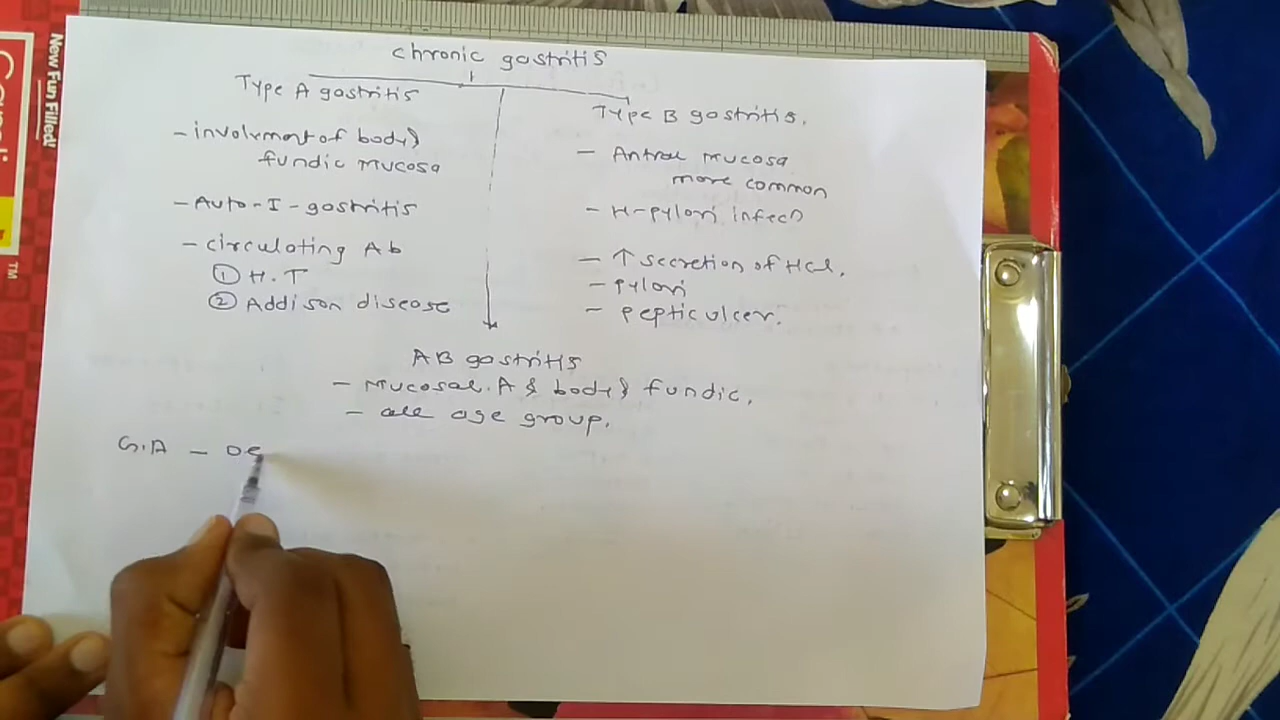 chronic gastritis
Type A gastritis
- involvement of body &
fundic Mucosa
- Auto-I-gastritis
- circulating Ab
① H.T
② Addison disease
Type B gastritis.
- Antral Mucosa
more common
- H-pylori infecn
- ↑ secretion of HCl.
- pylori
- peptic ulcer.
AB gastritis
- Mucosal. A & body & fundic.
- all age group.
G.A - oe
New Fun Filled!
TM